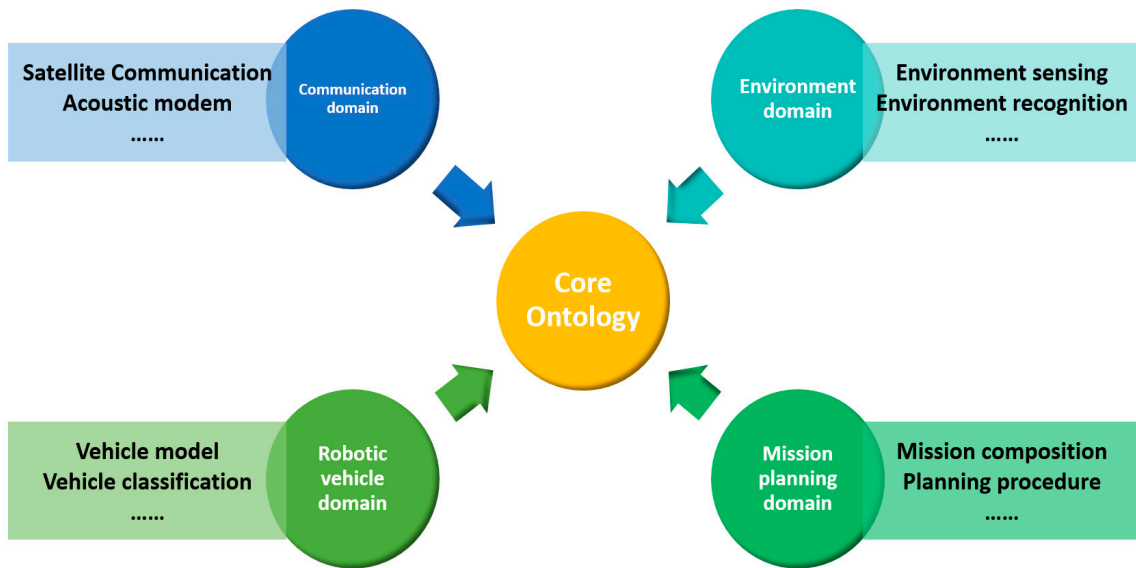 Satellite Communication
Acoustic modem
......
Communication
domain
Environment
domain
Environment sensing
Environment recognition
......
Core
Ontology
Vehicle model
Vehicle classification
......
Robotic
vehicle
domain
Mission
planning
domain
Mission composition
Planning procedure
......